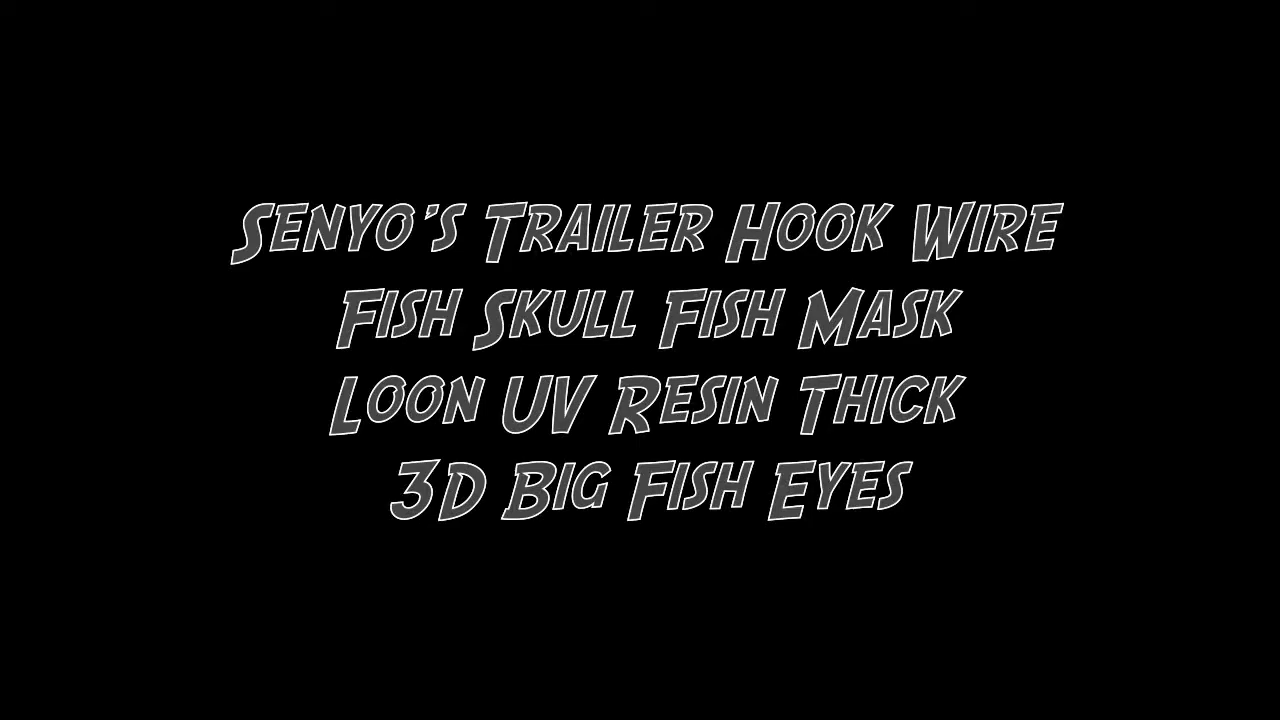 Senyo's Trailer Hook Wire
Fish Skull Fish Mask
Loon UV Resin Thick
3D Big Fish Eyes